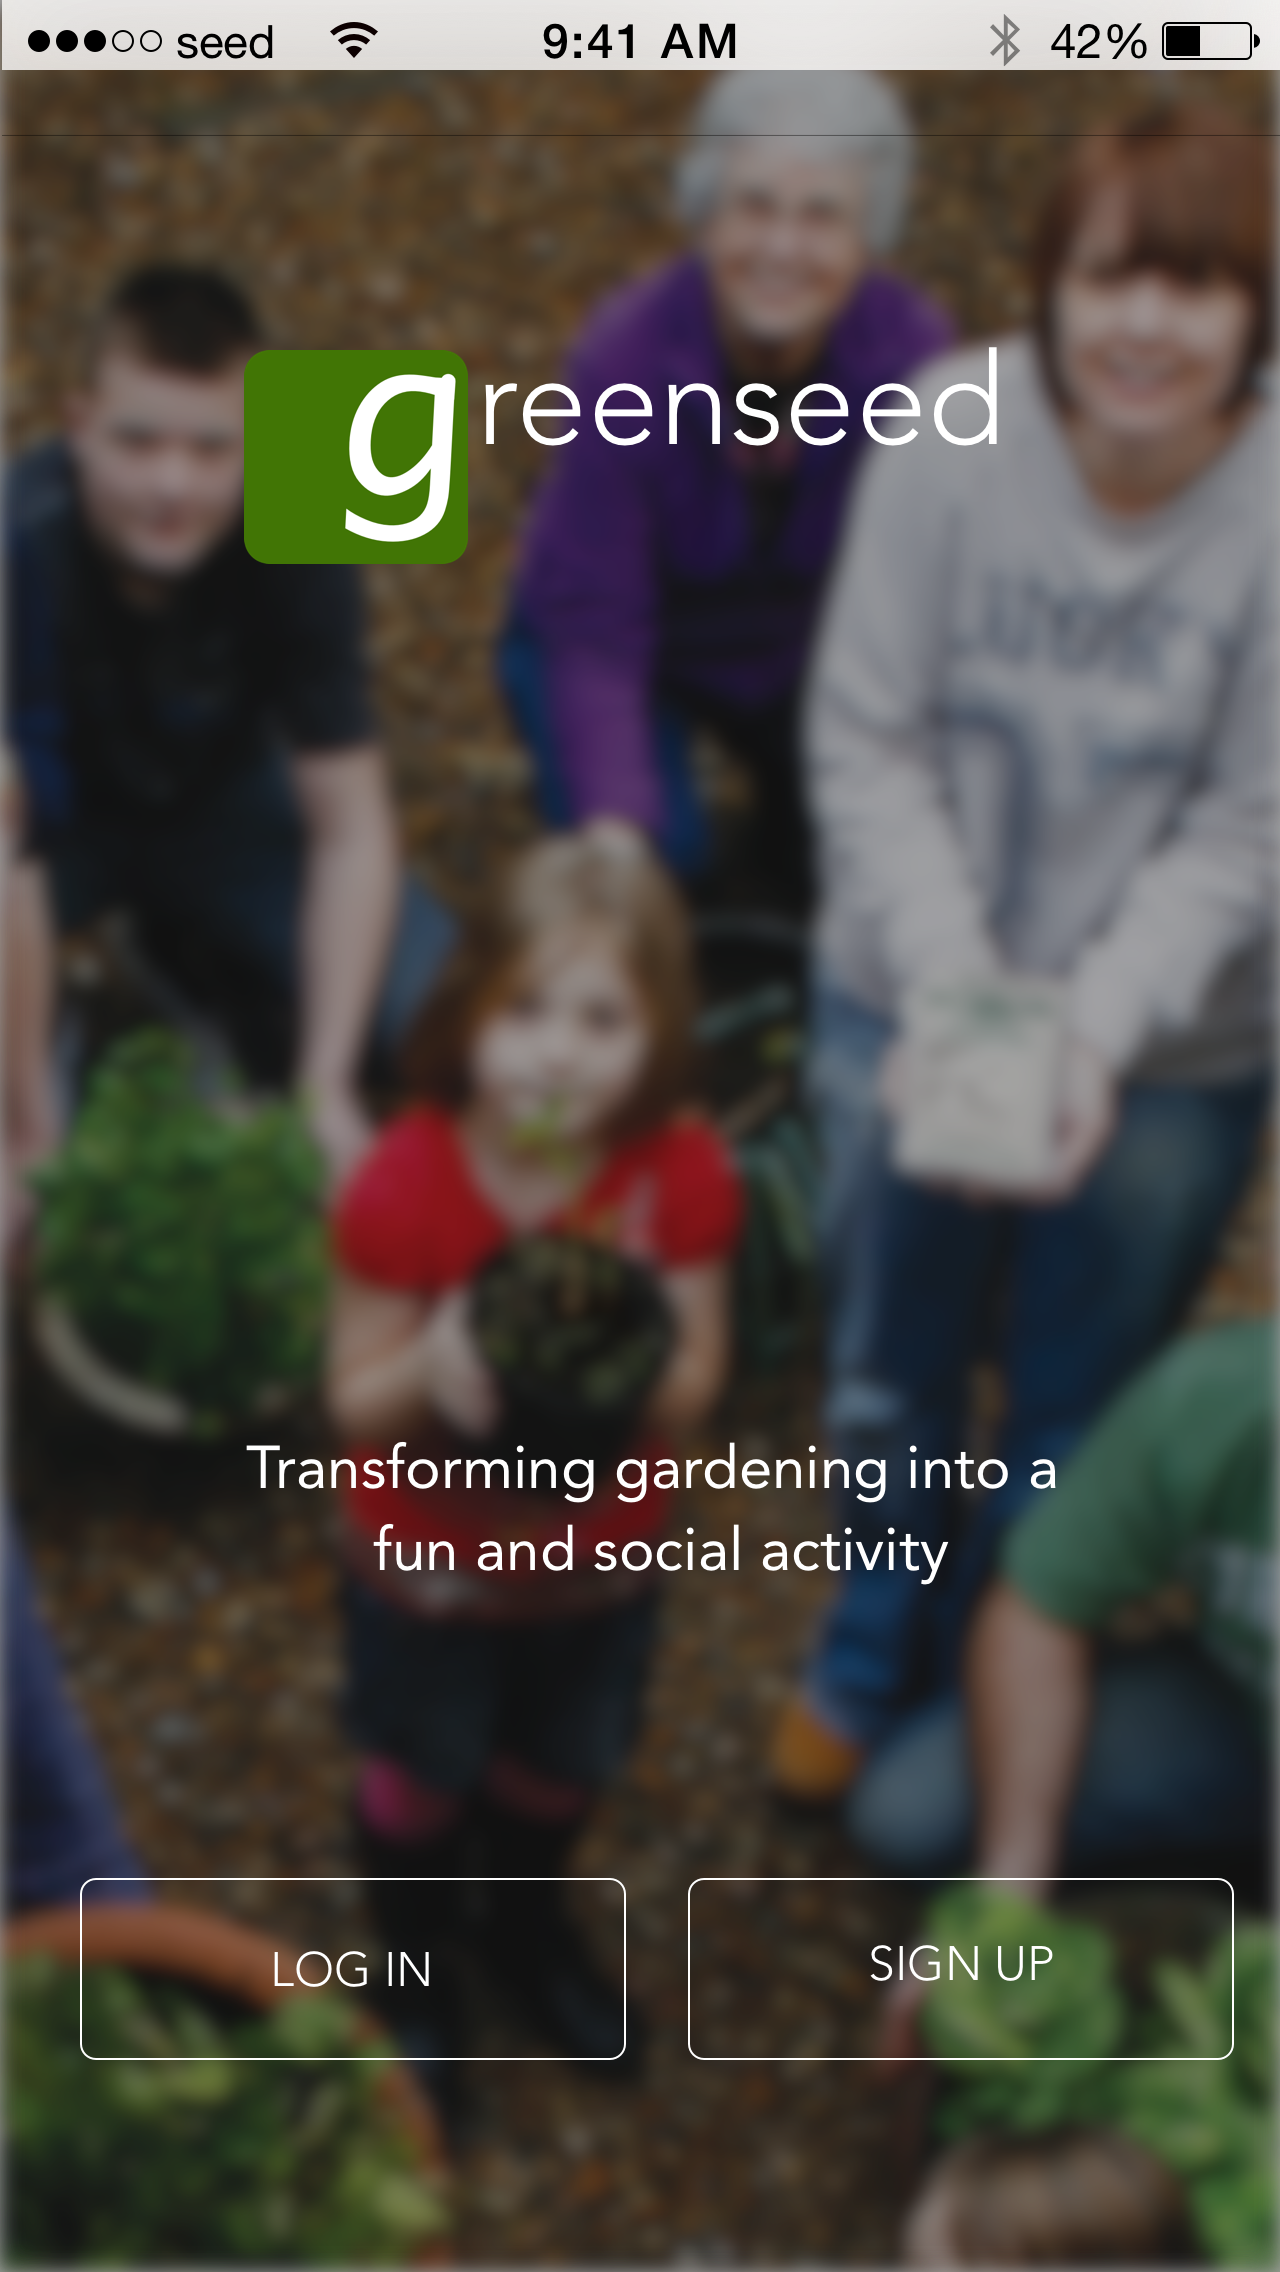 seed 9:41 AM 42%
greenseed
Transforming gardening into a
fun and social activity
LOG IN SIGN UP